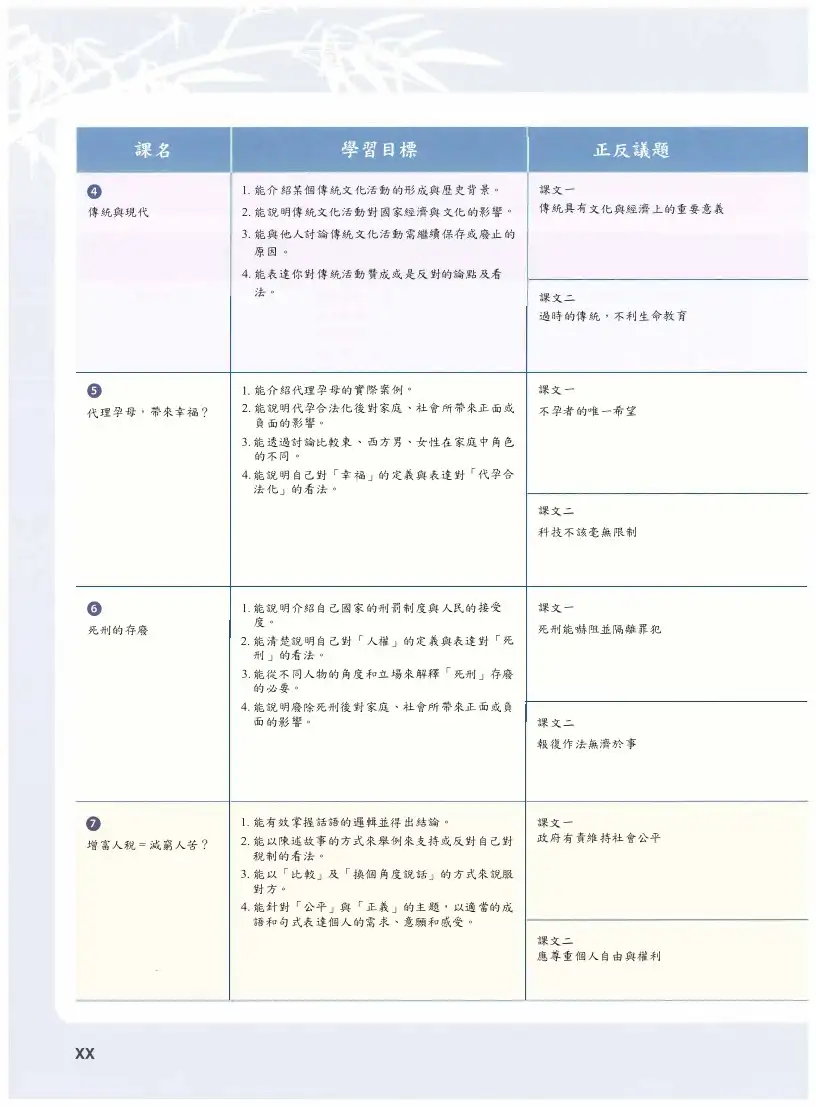 課名 學習目標 正反議題
4
傳統與現代
1. 能介紹某個傳統文化活動的形成與歷史背景。
2. 能說明傳統文化活動對國家經濟與文化的影響。
3. 能與他人討論傳統文化活動需繼續保存或廢止的
原因。
4. 能表達你對傳統活動贊成或是反對的論點及看
法。
課文一
傳統具有文化與經濟上的重要意義
課文二
過時的傳統，不利生命教育
5
代理孕母，帶來幸福？
1. 能介紹代理孕母的實際案例。
2. 能說明代孕合法化後對家庭、社會所帶來正面或
負面的影響。
3. 能透過討論比較東、西方男、女性在家庭中角色
的不同。
4. 能說明自己對「幸福」的定義與表達對「代孕合
法化」的看法。
課文一
不孕者的唯一希望
課文二
科技不該毫無限制
6
死刑的存廢
1. 能說明介紹自己國家的刑罰制度與人民的接受
度。
2. 能清楚說明自己對「人權」的定義與表達對「死
刑」的看法。
3. 能從不同人物的角度和立場來解釋「死刑」存廢
的必要。
4. 能說明廢除死刑後對家庭、社會所帶來正面或負
面的影響。
課文一
死刑能嚇阻並隔離罪犯
課文二
報復作法無濟於事
7
增富人稅＝減窮人苦？
1. 能有效掌握話語的邏輯並得出結論。
2. 能以陳述故事的方式來舉例來支持或反對自己對
稅制的看法。
3. 能以「比較」及「換個角度說話」的方式來說服
對方。
4. 能針對「公平」與「正義」的主題，以適當的成
語和句式表達個人的需求、意願和感受。
課文一
政府有責維持社會公平
課文二
應尊重個人自由與權利
XX